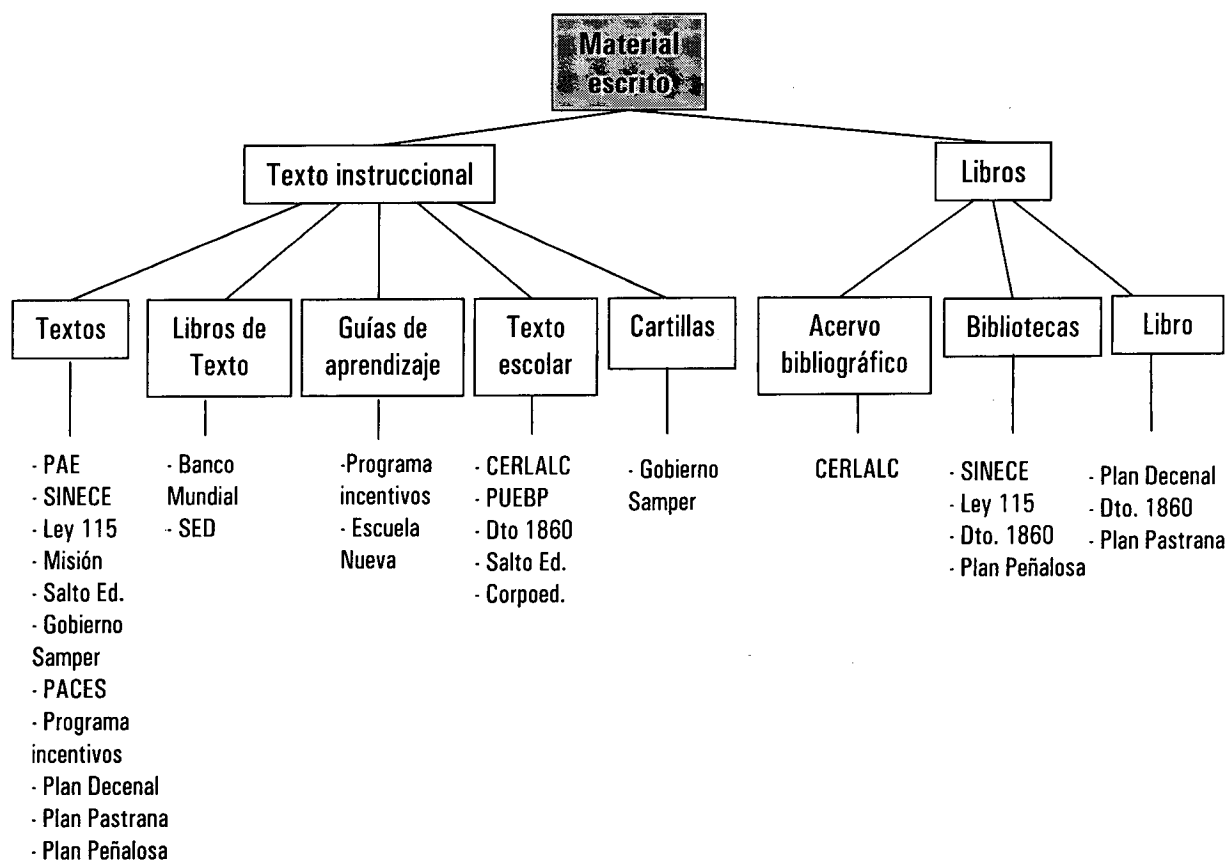 Material
escrito
Texto instruccional
Libros
Textos
Libros de
Texto
Guías de
aprendizaje
Texto
escolar
Cartillas
Acervo
bibliográfico
Bibliotecas
Libro
- PAE
- SINECE
- Ley 115
- Misión
- Salto Ed.
- Gobierno
Samper
- PACES
- Programa
incentivos
- Plan Decenal
- Plan Pastrana
- Plan Peñalosa
- Banco
Mundial
- SED
-Programa
incentivos
- Escuela
Nueva
- CERLALC
- PUEBP
- Dto 1860
- Salto Ed.
- Corpoed.
- Gobierno
Samper
CERLALC
- SINECE
- Ley 115
- Dto. 1860
- Plan Peñalosa
- Plan Decenal
- Dto. 1860
- Plan Pastrana